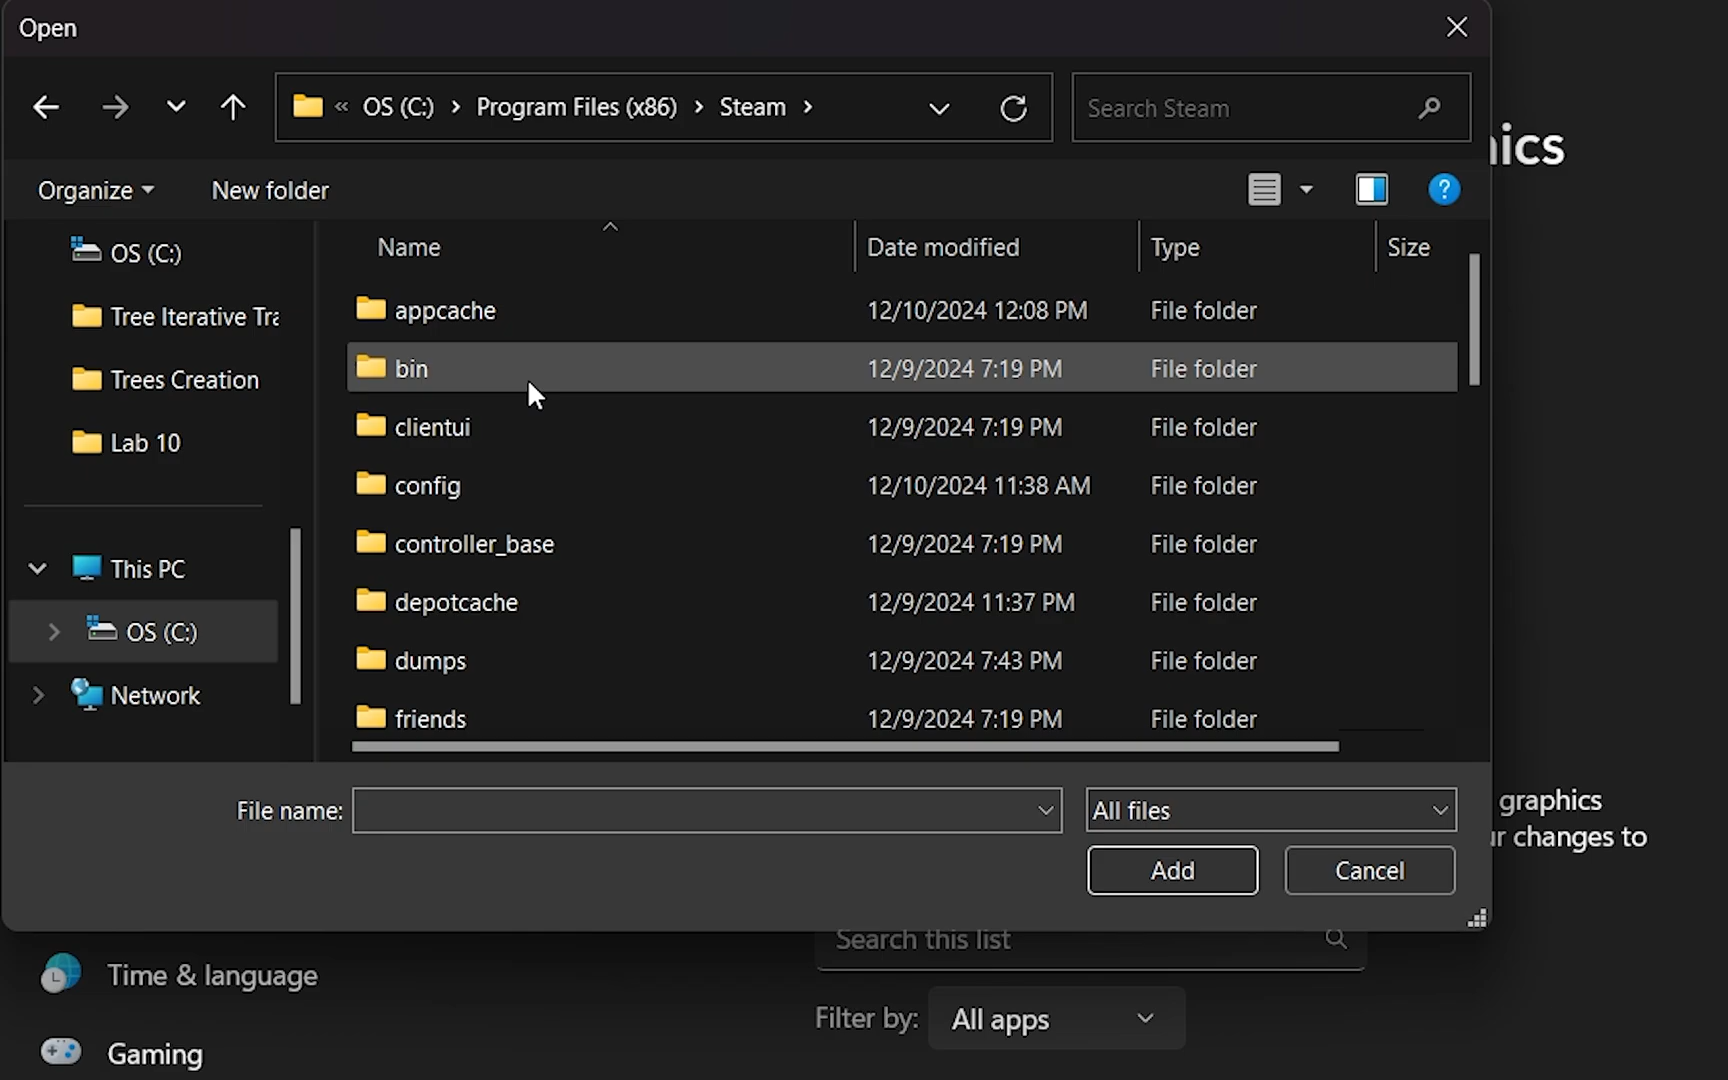 Open
« OS (C:) > Program Files (x86) > Steam >
Search Steam
Organize
New folder
Name
Date modified
Type
Size
OS (C:)
Tree Iterative Tra
Trees Creation
Lab 10
This PC
OS (C:)
Network
appcache 12/10/2024 12:08 PM File folder
bin 12/9/2024 7:19 PM File folder
clientui 12/9/2024 7:19 PM File folder
config 12/10/2024 11:38 AM File folder
controller_base 12/9/2024 7:19 PM File folder
depotcache 12/9/2024 11:37 PM File folder
dumps 12/9/2024 7:43 PM File folder
friends 12/9/2024 7:19 PM File folder
File name:
All files
Add
Cancel
ics
graphics
r changes to
Search this list
Filter by: All apps
Time & language
Gaming